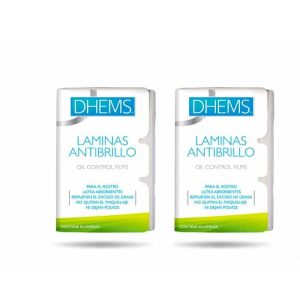 DHEMS
LAMINAS
ANTIBRILLO
OIL CONTROL FILMS
PARA EL ROSTRO
ULTRA ABSORBENTES
REMUEVEN EL EXCESO DE GRASA
NO QUITAN EL MAQUILLAJE
NI DEJAN POLVOS
DHEMS
LAMINAS
ANTIBRILLO
OIL CONTROL FILMS
PARA EL ROSTRO
ULTRA ABSORBENTES
REMUEVEN EL EXCESO DE GRASA
NO QUITAN EL MAQUILLAJE
NI DEJAN POLVOS